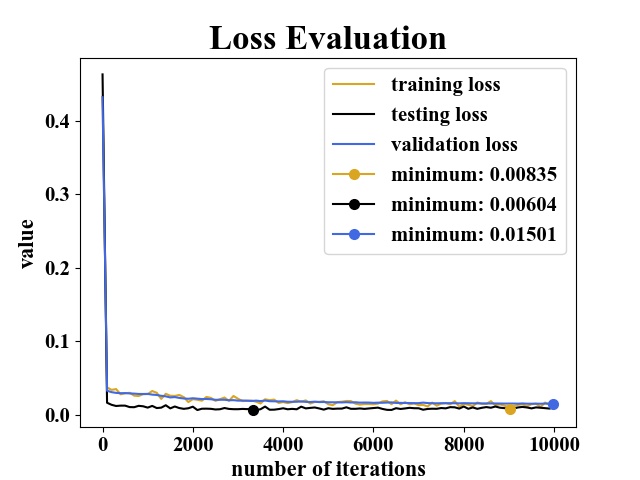 Loss Evaluation
training loss
testing loss
validation loss
minimum: 0.00835
minimum: 0.00604
minimum: 0.01501
value
0.4
0.3
0.2
0.1
0.0
0 2000 4000 6000 8000 10000
number of iterations